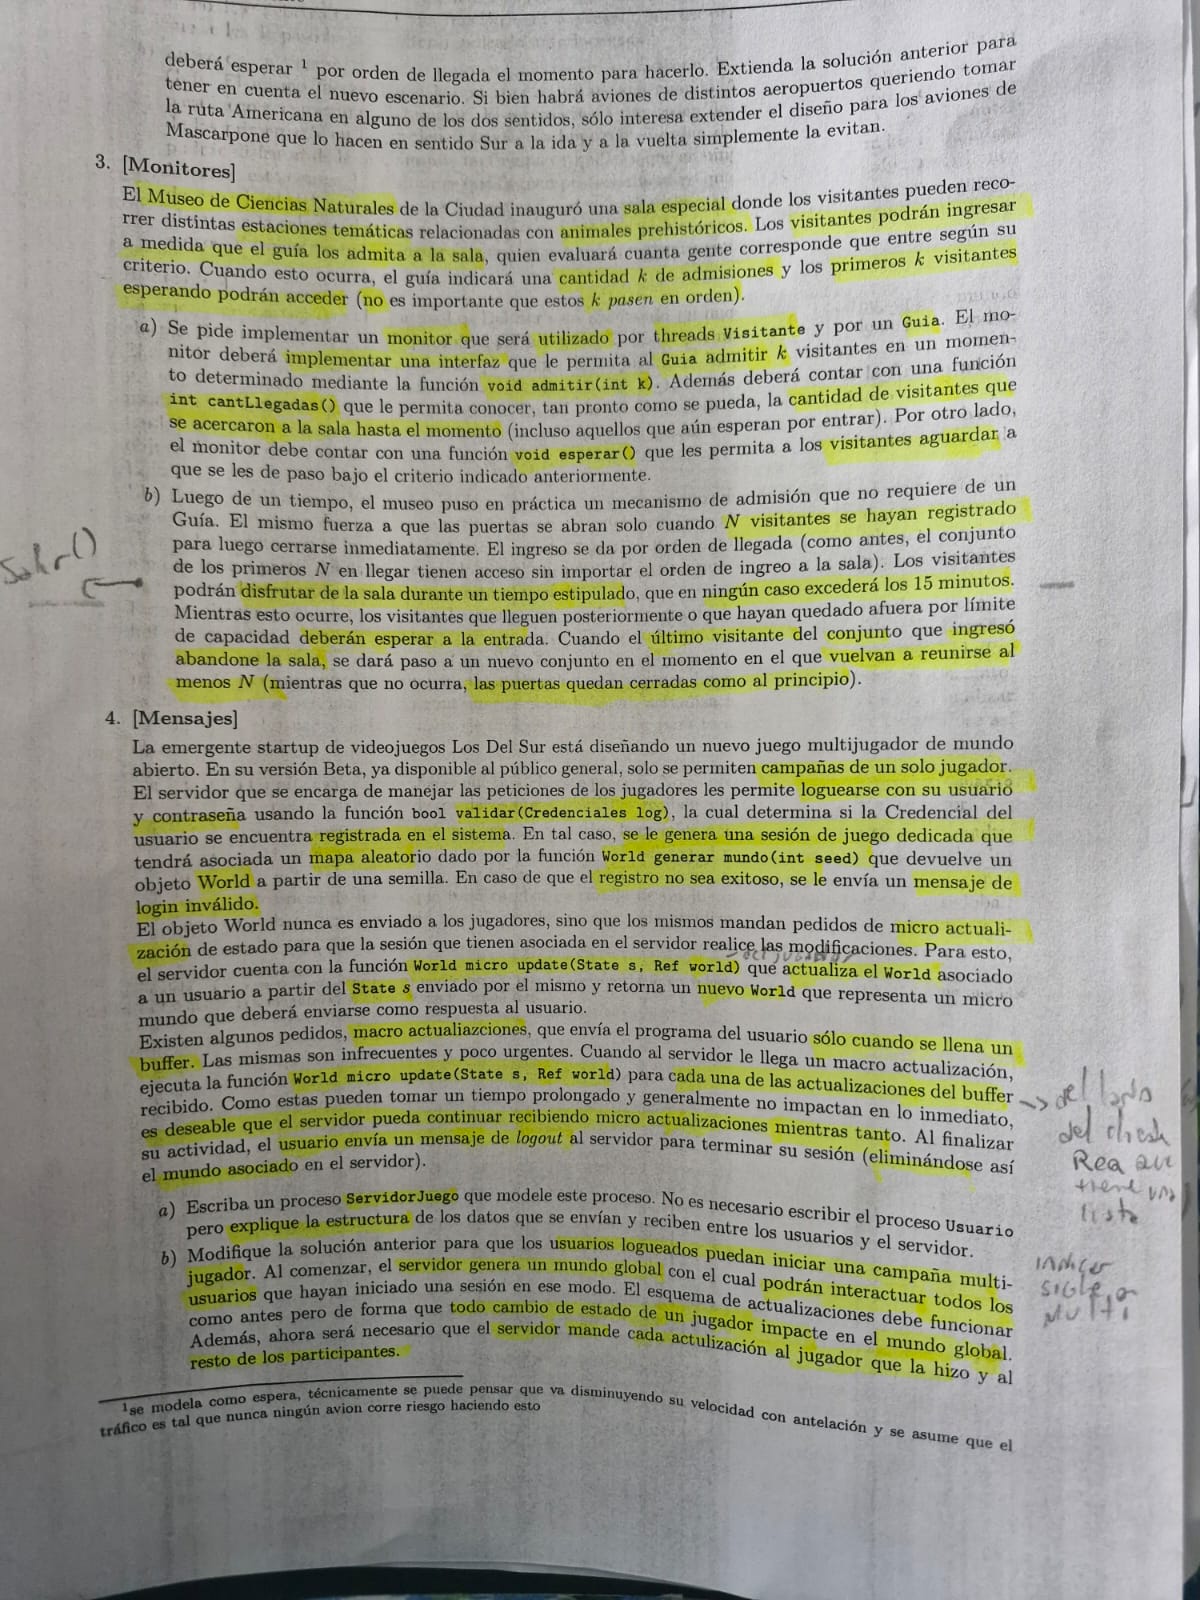 deberá esperar 1 por orden de llegada el momento para hacerlo. Extienda la solución anterior para
tener en cuenta el nuevo escenario. Si bien habrá aviones de distintos aeropuertos queriendo tomar
la ruta Americana en alguno de los dos sentidos, sólo interesa extender el diseño para los aviones de
Mascarpone que lo hacen en sentido Sur a la ida y a la vuelta simplemente la evitan.
3. [Monitores]
El Museo de Ciencias Naturales de la Ciudad inauguró una sala especial donde los visitantes pueden reco-
rrer distintas estaciones temáticas relacionadas con animales prehistóricos. Los visitantes podrán ingresar
a medida que el guía los admita a la sala, quien evaluará cuanta gente corresponde que entre según su
criterio. Cuando esto ocurra, el guía indicará una cantidad k de admisiones y los primeros k visitantes
esperando podrán acceder (no es importante que estos k pasen en orden).
a) Se pide implementar un monitor que será utilizado por threads Visitante y por un Guia. El mo-
nitor deberá implementar una interfaz que le permita al Guia admitir k visitantes en un momen-
to determinado mediante la función void admitir(int k). Además deberá contar con una función
int cantLlegadas() que le permita conocer, tan pronto como se pueda, la cantidad de visitantes que
se acercaron a la sala hasta el momento (incluso aquellos que aún esperan por entrar). Por otro lado,
el monitor debe contar con una función void esperar() que les permita a los visitantes aguardar a
que se les de paso bajo el criterio indicado anteriormente.
b) Luego de un tiempo, el museo puso en práctica un mecanismo de admisión que no requiere de un
Guía. El mismo fuerza a que las puertas se abran solo cuando N visitantes se hayan registrado
para luego cerrarse inmediatamente. El ingreso se da por orden de llegada (como antes, el conjunto
de los primeros N en llegar tienen acceso sin importar el orden de ingreo a la sala). Los visitantes
podrán disfrutar de la sala durante un tiempo estipulado, que en ningún caso excederá los 15 minutos.
Mientras esto ocurre, los visitantes que lleguen posteriormente o que hayan quedado afuera por límite
de capacidad deberán esperar a la entrada. Cuando el último visitante del conjunto que ingresó
abandone la sala, se dará paso a un nuevo conjunto en el momento en el que vuelvan a reunirse al
menos N (mientras que no ocurra, las puertas quedan cerradas como al principio).
4. [Mensajes]
La emergente startup de videojuegos Los Del Sur está diseñando un nuevo juego multijugador de mundo
abierto. En su versión Beta, ya disponible al público general, solo se permiten campañas de un solo jugador.
El servidor que se encarga de manejar las peticiones de los jugadores les permite loguearse con su usuario
y contraseña usando la función bool validar(Credenciales log), la cual determina si la Credencial del
usuario se encuentra registrada en el sistema. En tal caso, se le genera una sesión de juego dedicada que
tendrá asociada un mapa aleatorio dado por la función World generar mundo(int seed) que devuelve un
objeto World a partir de una semilla. En caso de que el registro no sea exitoso, se le envía un mensaje de
login inválido.
El objeto World nunca es enviado a los jugadores, sino que los mismos mandan pedidos de micro actuali-
zación de estado para que la sesión que tienen asociada en el servidor realice las modificaciones. Para esto,
el servidor cuenta con la función World micro update(State s, Ref world) que actualiza el World asociado
a un usuario a partir del State s enviado por el mismo y retorna un nuevo World que representa un micro
mundo que deberá enviarse como respuesta al usuario.
Existen algunos pedidos, macro actualiazciones, que envía el programa del usuario sólo cuando se llena un
buffer. Las mismas son infrecuentes y poco urgentes. Cuando al servidor le llega un macro actualización,
ejecuta la función World micro update(State s, Ref world) para cada una de las actualizaciones del buffer
recibido. Como estas pueden tomar un tiempo prolongado y generalmente no impactan en lo inmediato,
es deseable que el servidor pueda continuar recibiendo micro actualizaciones mientras tanto. Al finalizar
su actividad, el usuario envía un mensaje de logout al servidor para terminar su sesión (eliminándose así
el mundo asociado en el servidor).
del lado
del
que
lista
a) Escriba un proceso ServidorJuego que modele este proceso. No es necesario escribir el proceso Usuario
pero explique la estructura de los datos que se envían y reciben entre los usuarios y el servidor.
b) Modifique la solución anterior para que los usuarios logueados puedan iniciar una campaña multi-
jugador. Al comenzar, el servidor genera un mundo global con el cual podrán interactuar todos los
usuarios que hayan iniciado una sesión en ese modo. El esquema de actualizaciones debe funcionar
como antes pero de forma que todo cambio de estado de un jugador impacte en el mundo global.
Además, ahora será necesario que el servidor mande cada actulización al jugador que la hizo y al
resto de los participantes.
1se modela como espera, técnicamente se puede pensar que va disminuyendo su velocidad con antelación y se asume que el
tráfico es tal que nunca ningún avion corre riesgo haciendo esto